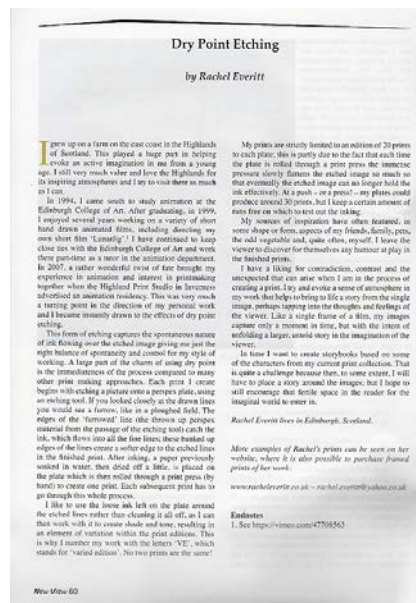 Dry Point Etching
by Rachel Everitt
I grew up on a farm on the east coast in the Highlands
of Scotland. This played a huge part in helping
evoke an active imagination in me from a young
age. I still very much value and love the Highlands for
its inspiring atmospheres and I try to visit there as much
as I can.
In 1994, I came south to study animation at the
Edinburgh College of Art. After graduating, in 1999,
I enjoyed several years working on a variety of short
hand drawn animated films, including directing my
own short film 'Lunatig'.¹ I have continued to keep
close ties with the Edinburgh College of Art and work
there part-time as a tutor in the animation department.
In 2007, a rather wonderful twist of fate brought my
experience in animation and interest in printmaking
together when the Highland Print Studio in Inverness
advertised an animation residency. This was very much
a turning point in the direction of my personal work
and I became instantly drawn to the effects of dry point
etching.
This form of etching captures the spontaneous nature
of ink flowing over the etched image giving me just the
right balance of spontaneity and control for my style of
working. A large part of the charm of using dry point
is the immediateness of the process compared to many
other print making approaches. Each print I create
begins with etching a picture onto a perspex plate, using
an etching tool. If you looked closely at the drawn lines
you would see a furrow, like in a ploughed field. The
edges of the 'furrowed' line (the thrown up perspex
material from the passage of the etching tool) catch the
ink, which flows into all the fine lines; these banked up
edges of the lines create a softer edge to the etched lines
in the finished print. After inking, a paper previously
soaked in water, then dried off a little, is placed on
the plate which is then rolled through a print press (by
hand) to create one print. Each subsequent print has to
go through this whole process.
I like to use the loose ink left on the plate around
the etched lines rather than cleaning it all off, as I can
then work with it to create shade and tone, resulting in
an element of variation within the print editions. This
is why I number my work with the letters 'VE', which
stands for 'varied edition'. No two prints are the same!
My prints are strictly limited to an edition of 20 prints
to each plate; this is partly due to the fact that each time
the plate is rolled through a print press the immense
pressure slowly flattens the etched image so much so
that eventually the etched image can no longer hold the
ink effectively. At a push – or a press! – my plates could
produce around 30 prints, but I keep a certain amount of
runs free on which to test out the inking.
My sources of inspiration have often featured, in
some shape or form, aspects of my friends, family, pets,
the odd vegetable and, quite often, myself. I leave the
viewer to discover for themselves any humour at play in
the finished prints.
I have a liking for contradiction, contrast and the
unexpected that can arise when I am in the process of
creating a print. I try and evoke a sense of atmosphere in
my work that helps to bring to life a story from the single
image, perhaps tapping into the thoughts and feelings of
the viewer. Like a single frame of a film, my images
capture only a moment in time, but with the intent of
unfolding a larger, untold story in the imagination of the
viewer.
In time I want to create storybooks based on some
of the characters from my current print collection. That
is quite a challenge because then, to some extent, I will
have to place a story around the images; but I hope to
still encourage that fertile space in the reader for the
imaginal world to enter in.
Rachel Everitt lives in Edinburgh, Scotland.
More examples of Rachel's prints can be seen on her
website, where it is also possible to purchase framed
prints of her work.
www.racheleveritt.co.uk – rachel.everitt@yahoo.co.uk
Endnotes
1. See https://vimeo.com/47708563
New View 60